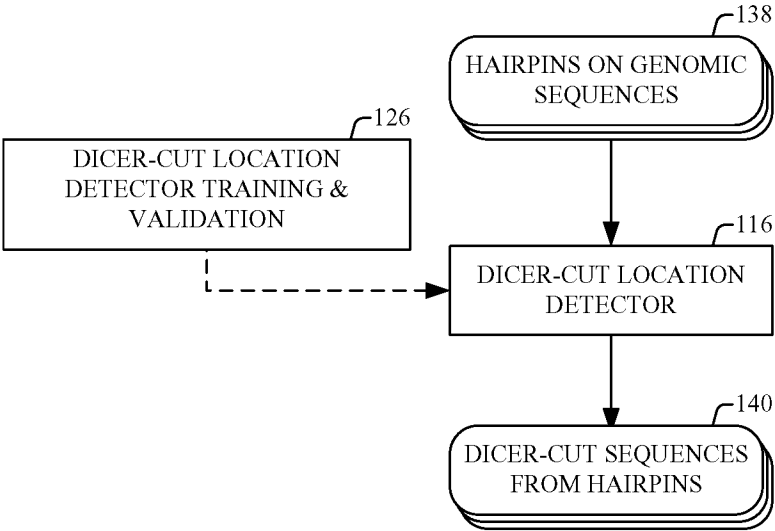 138
HAIRPINS ON GENOMIC
SEQUENCES
126
DICER-CUT LOCATION
DETECTOR TRAINING &
VALIDATION
116
DICER-CUT LOCATION
DETECTOR
140
DICER-CUT SEQUENCES
FROM HAIRPINS